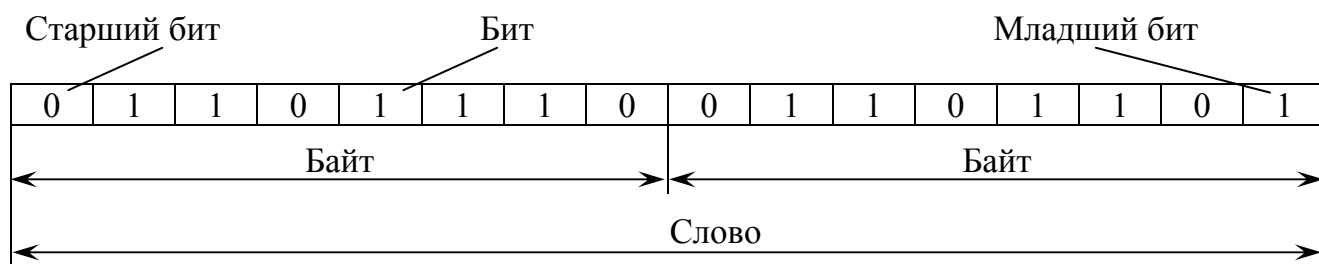 Старший бит Бит Младший бит
0 1 1 0 1 1 1 0 0 1 1 0 1 1 0 1
Байт Байт
Слово